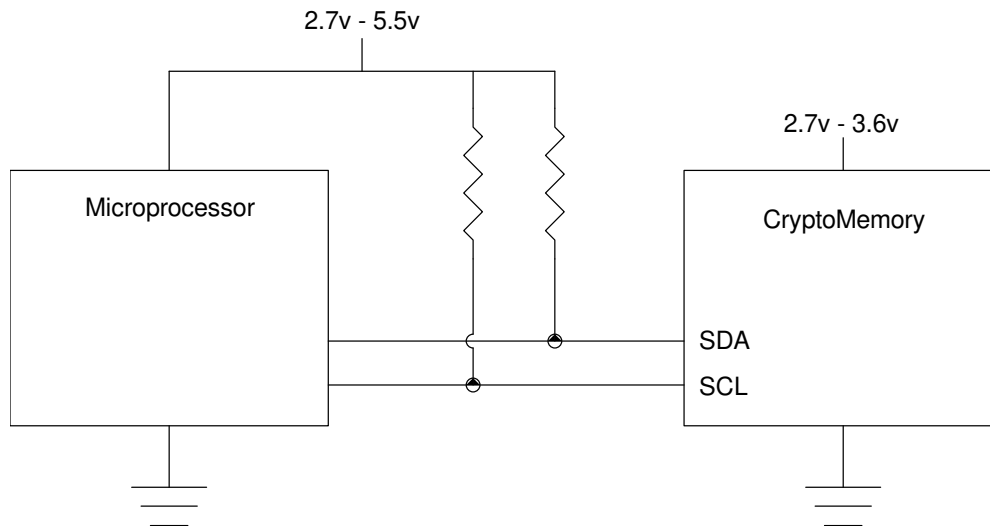 2.7v - 5.5v
2.7v - 3.6v
Microprocessor
CryptoMemory
SDA
SCL